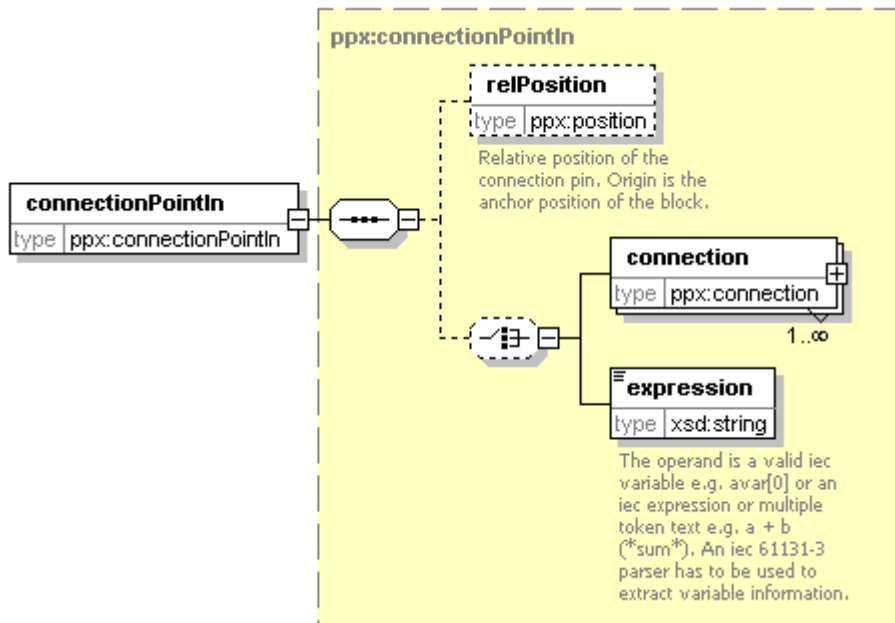 ppx:connectionPointIn
relPosition
type ppx:position
Relative position of the
connection pin. Origin is the
anchor position of the block.
connectionPointIn
type ppx:connectionPointIn
connection
type ppx:connection
1..∞
expression
type xsd:string
The operand is a valid iec
variable e.g. avar[0] or an
iec expression or multiple
token text e.g. a + b
(*sum*). An iec 61131-3
parser has to be used to
extract variable information.